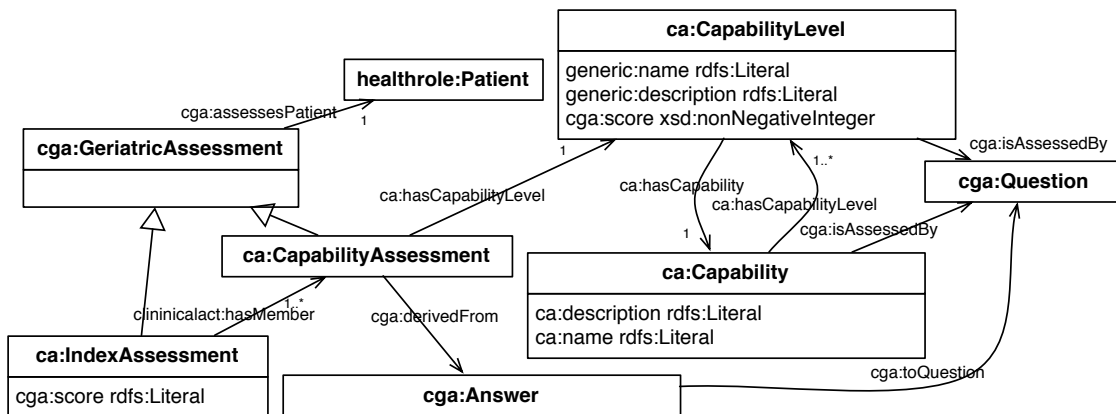 ca:CapabilityLevel
generic:name rdfs:Literal
generic:description rdfs:Literal
cga:score xsd:nonNegativeInteger
healthrole:Patient
cga:assessesPatient
1
cga:GeriatricAssessment
1
cga:isAssessedBy
1..*
cga:Question
ca:hasCapability
ca:hasCapabilityLevel
ca:hasCapabilityLevel
cga:isAssessedBy
1
ca:CapabilityAssessment
ca:Capability
ca:description rdfs:Literal
ca:name rdfs:Literal
1..*
clininicalact:hasMember
cga:derivedFrom
ca:IndexAssessment
cga:score rdfs:Literal
cga:toQuestion
cga:Answer